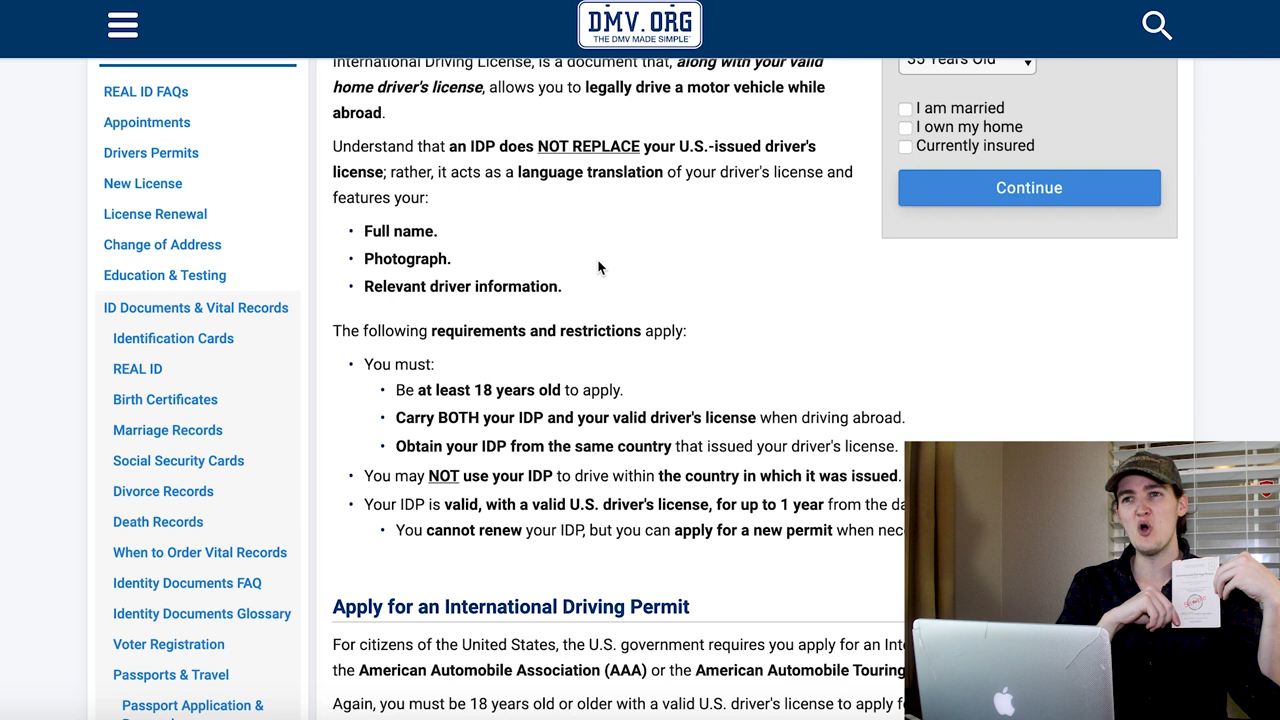 DMV.ORG
THE DMV MADE SIMPLE
REAL ID FAQs
Appointments
Drivers Permits
New License
License Renewal
Change of Address
Education & Testing
ID Documents & Vital Records
Identification Cards
REAL ID
Birth Certificates
Marriage Records
Social Security Cards
Divorce Records
Death Records
When to Order Vital Records
Identity Documents FAQ
Identity Documents Glossary
Voter Registration
Passports & Travel
Passport Application &
International Driving License, is a document that, along with your valid
home driver's license, allows you to legally drive a motor vehicle while
abroad.
Understand that an IDP does NOT REPLACE your U.S.-issued driver's
license; rather, it acts as a language translation of your driver's license and
features your:
• Full name.
• Photograph.
• Relevant driver information.
The following requirements and restrictions apply:
• You must:
• Be at least 18 years old to apply.
• Carry BOTH your IDP and your valid driver's license when driving abroad.
• Obtain your IDP from the same country that issued your driver's license.
• You may NOT use your IDP to drive within the country in which it was issued.
• Your IDP is valid, with a valid U.S. driver's license, for up to 1 year from the da
• You cannot renew your IDP, but you can apply for a new permit when nec
Apply for an International Driving Permit
For citizens of the United States, the U.S. government requires you apply for an Inte
the American Automobile Association (AAA) or the American Automobile Touring
Again, you must be 18 years old or older with a valid U.S. driver's license to apply f
35 Years Old
I am married
I own my home
Currently insured
Continue